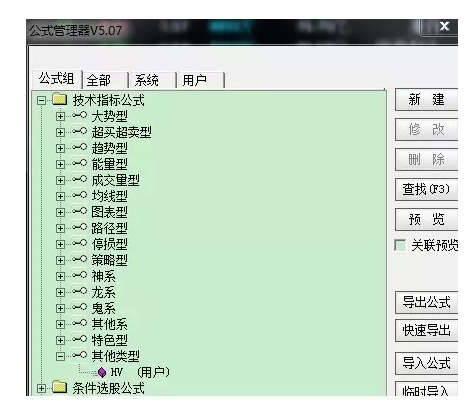 公式管理器V5.07
x
公式组 全部 系统 用户
技术指标公式
大势型
超买超卖型
趋势型
能量型
成交量型
均线型
图表型
路径型
停损型
策略型
神系
龙系
鬼系
其他系
特色型
其他类型
HV (用户)
条件选股公式
新 建
修 改
删 除
查找(F3)
预 览
关联预览
导出公式
快速导出
导入公式
临时导入